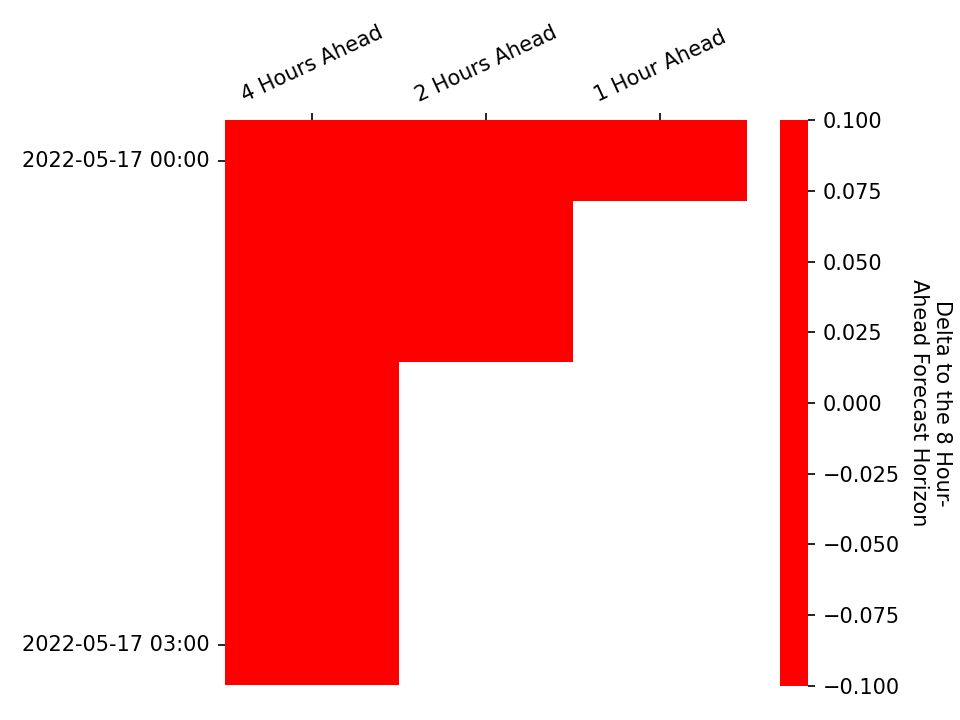 4 Hours Ahead
2 Hours Ahead
1 Hour Ahead
2022-05-17 00:00
2022-05-17 03:00
0.100
0.075
0.050
0.025
0.000
−0.025
−0.050
−0.075
−0.100
Delta to the 8 Hour-
Ahead Forecast Horizon